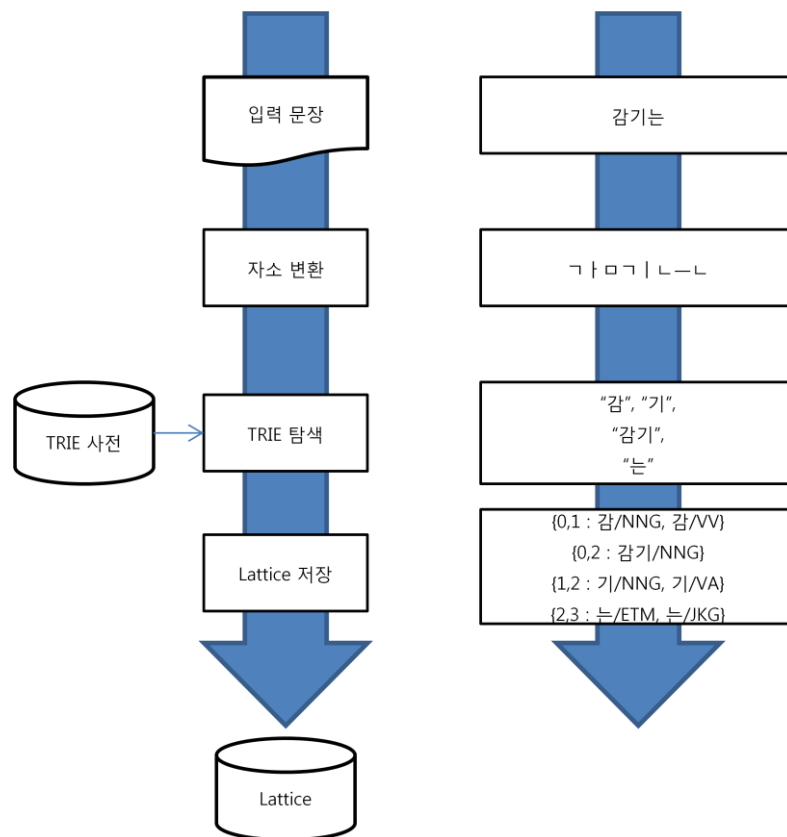 입력 문장
감기는
자소 변환
ㄱㅏㅁㄱㅣㄴㅡㄴ
TRIE 사전
TRIE 탐색
“감”, “기”,
“감기”,
“는”
Lattice 저장
{0,1 : 감/NNG, 감/VV}
{0,2 : 감기/NNG}
{1,2 : 기/NNG, 기/VA}
{2,3 : 는/ETM, 는/JKG}
Lattice